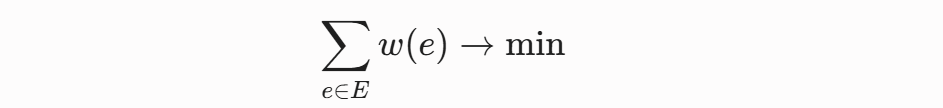 ∑_{e∈E} w(e) → min